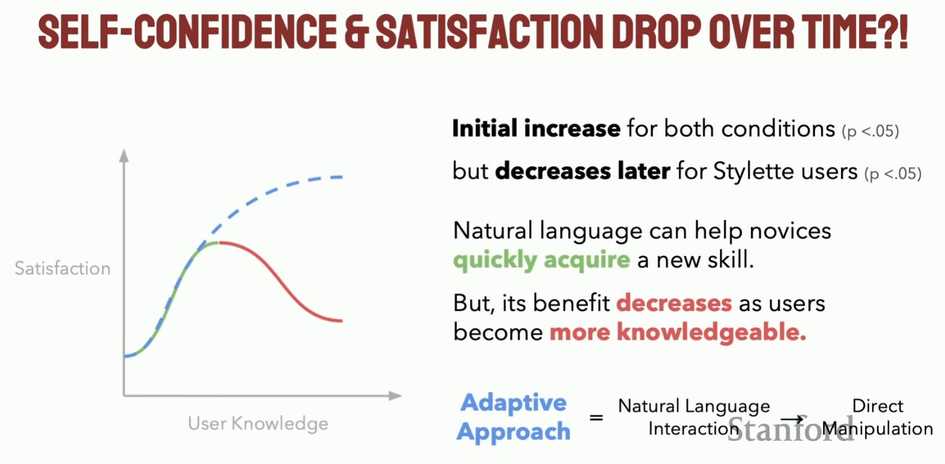 SELF-CONFIDENCE & SATISFACTION DROP OVER TIME?!
Initial increase for both conditions (p <.05)
but decreases later for Stylette users (p <.05)
Natural language can help novices
quickly acquire a new skill.
But, its benefit decreases as users
become more knowledgeable.
Satisfaction
User Knowledge
Adaptive
Approach
=
Natural Language
Interaction
→
Direct
Manipulation
Stanford